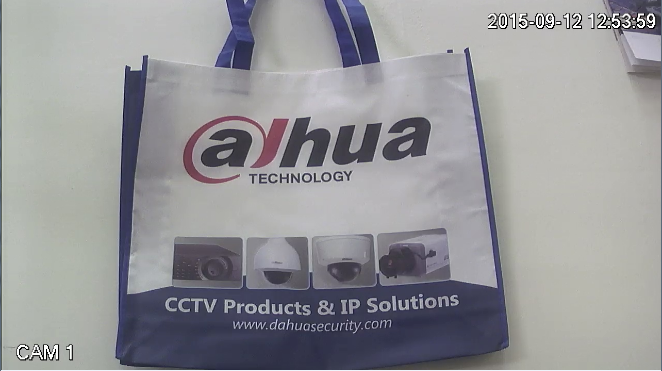 2015-09-12 12:53:59
alhua
TECHNOLOGY
CCTV Products & IP Solutions
www.dahuasecurity.com
CAM 1